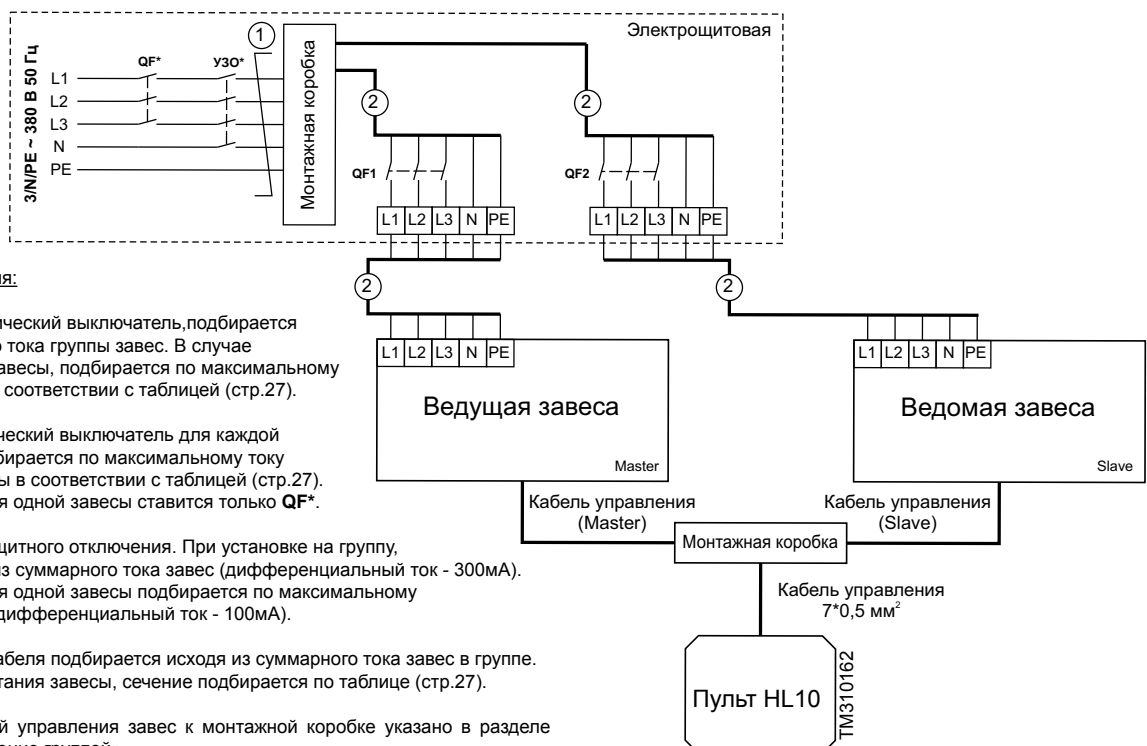 Электрощитовая
3/N/PE ~ 380 В 50 Гц
L1
L2
L3
N
PE
QF*
УЗО*
1
Монтажная коробка
2
2
QF1
QF2
L1 L2 L3 N PE
L1 L2 L3 N PE
2
2
L1 L2 L3 N PE
Ведущая завеса
Master
L1 L2 L3 N PE
Ведомая завеса
Slave
Кабель управления
(Master)
Кабель управления
(Slave)
Монтажная коробка
Кабель управления
7*0,5 мм²
Пульт HL10
TM310162
ия:
ический выключатель,подбирается
о тока группы завес. В случае
авесы, подбирается по максимальному
соответствии с таблицей (стр.27).
ический выключатель для каждой
бирается по максимальному току
ы в соответствии с таблицей (стр.27).
я одной завесы ставится только QF*.
щитного отключения. При установке на группу,
из суммарного тока завес (дифференциальный ток - 300мА).
я одной завесы подбирается по максимальному
дифференциальный ток - 100мА).
абеля подбирается исходя из суммарного тока завес в группе.
тания завесы, сечение подбирается по таблице (стр.27).
й управления завес к монтажной коробке указано в разделе